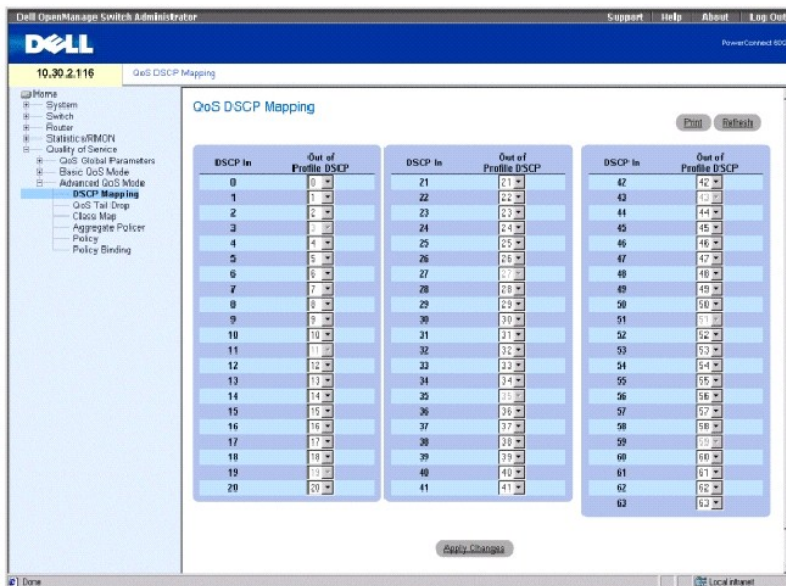 Dell OpenManage Switch Administrator Support Help About Log Out
DELL
PowerConnect 60
10.30.2.116 QoS DSCP Mapping
Home
System
Switch
Router
Statistics/RMON
Quality of Service
QoS Global Parameters
Basic QoS Mode
Advanced QoS Mode
DSCP Mapping
QoS Tail Drop
Class Map
Aggregate Policer
Policy
Policy Binding
QoS DSCP Mapping
Print Refresh
DSCP In Out of Profile DSCP
0 0
1 1
2 2
3 3
4 4
5 5
6 6
7 7
8 8
9 9
10 10
11 11
12 12
13 13
14 14
15 15
16 16
17 17
18 18
19 19
20 20
DSCP In Out of Profile DSCP
21 21
22 22
23 23
24 24
25 25
26 26
27 27
28 28
29 29
30 30
31 31
32 32
33 33
34 34
35 35
36 36
37 37
38 38
39 39
40 40
41 41
DSCP In Out of Profile DSCP
42 42
43 43
44 44
45 45
46 46
47 47
48 48
49 49
50 50
51 51
52 52
53 53
54 54
55 55
56 56
57 57
58 58
59 59
60 60
61 61
62 62
63 63
Apply Changes
Done Local intranet